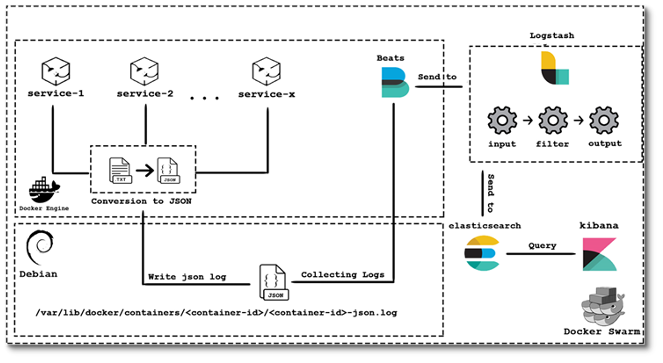 Logstash
Beats
Send to
service-1
service-2
. . .
service-x
input
filter
output
TXT
JSON
Conversion to JSON
Docker Engine
Send to
elasticsearch
kibana
Query
Debian
Write json log
JSON
Collecting Logs
/var/lib/docker/containers/<container-id>/<container-id>-json.log
Docker Swarm